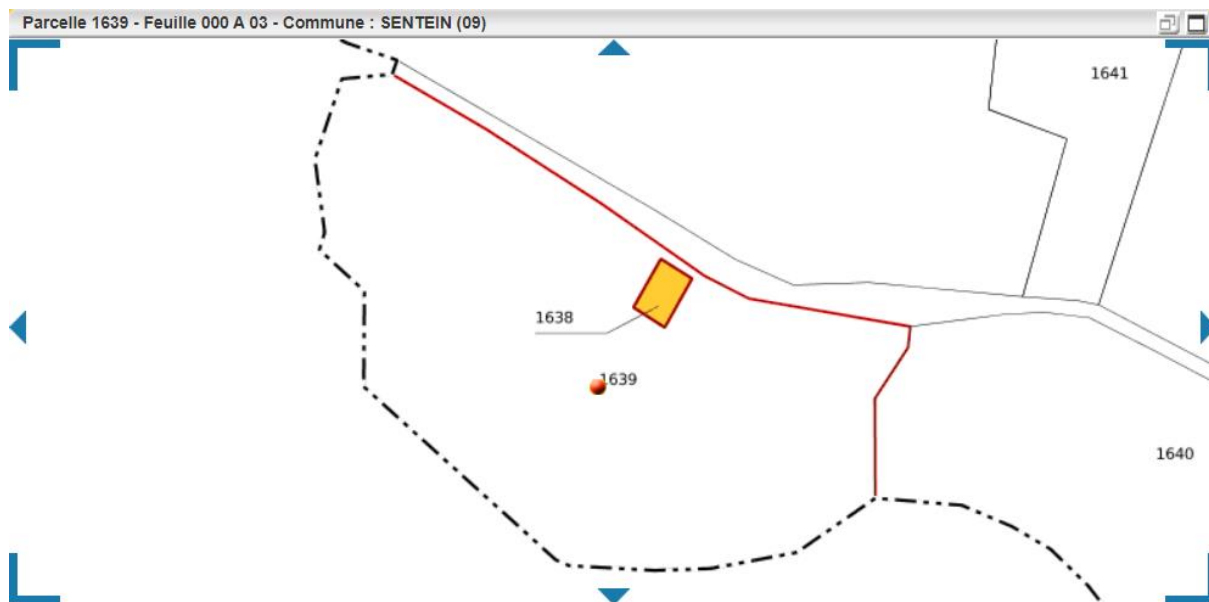 Parcelle 1639 - Feuille 000 A 03 - Commune : SENTEIN (09)
1641
1638
1639
1640